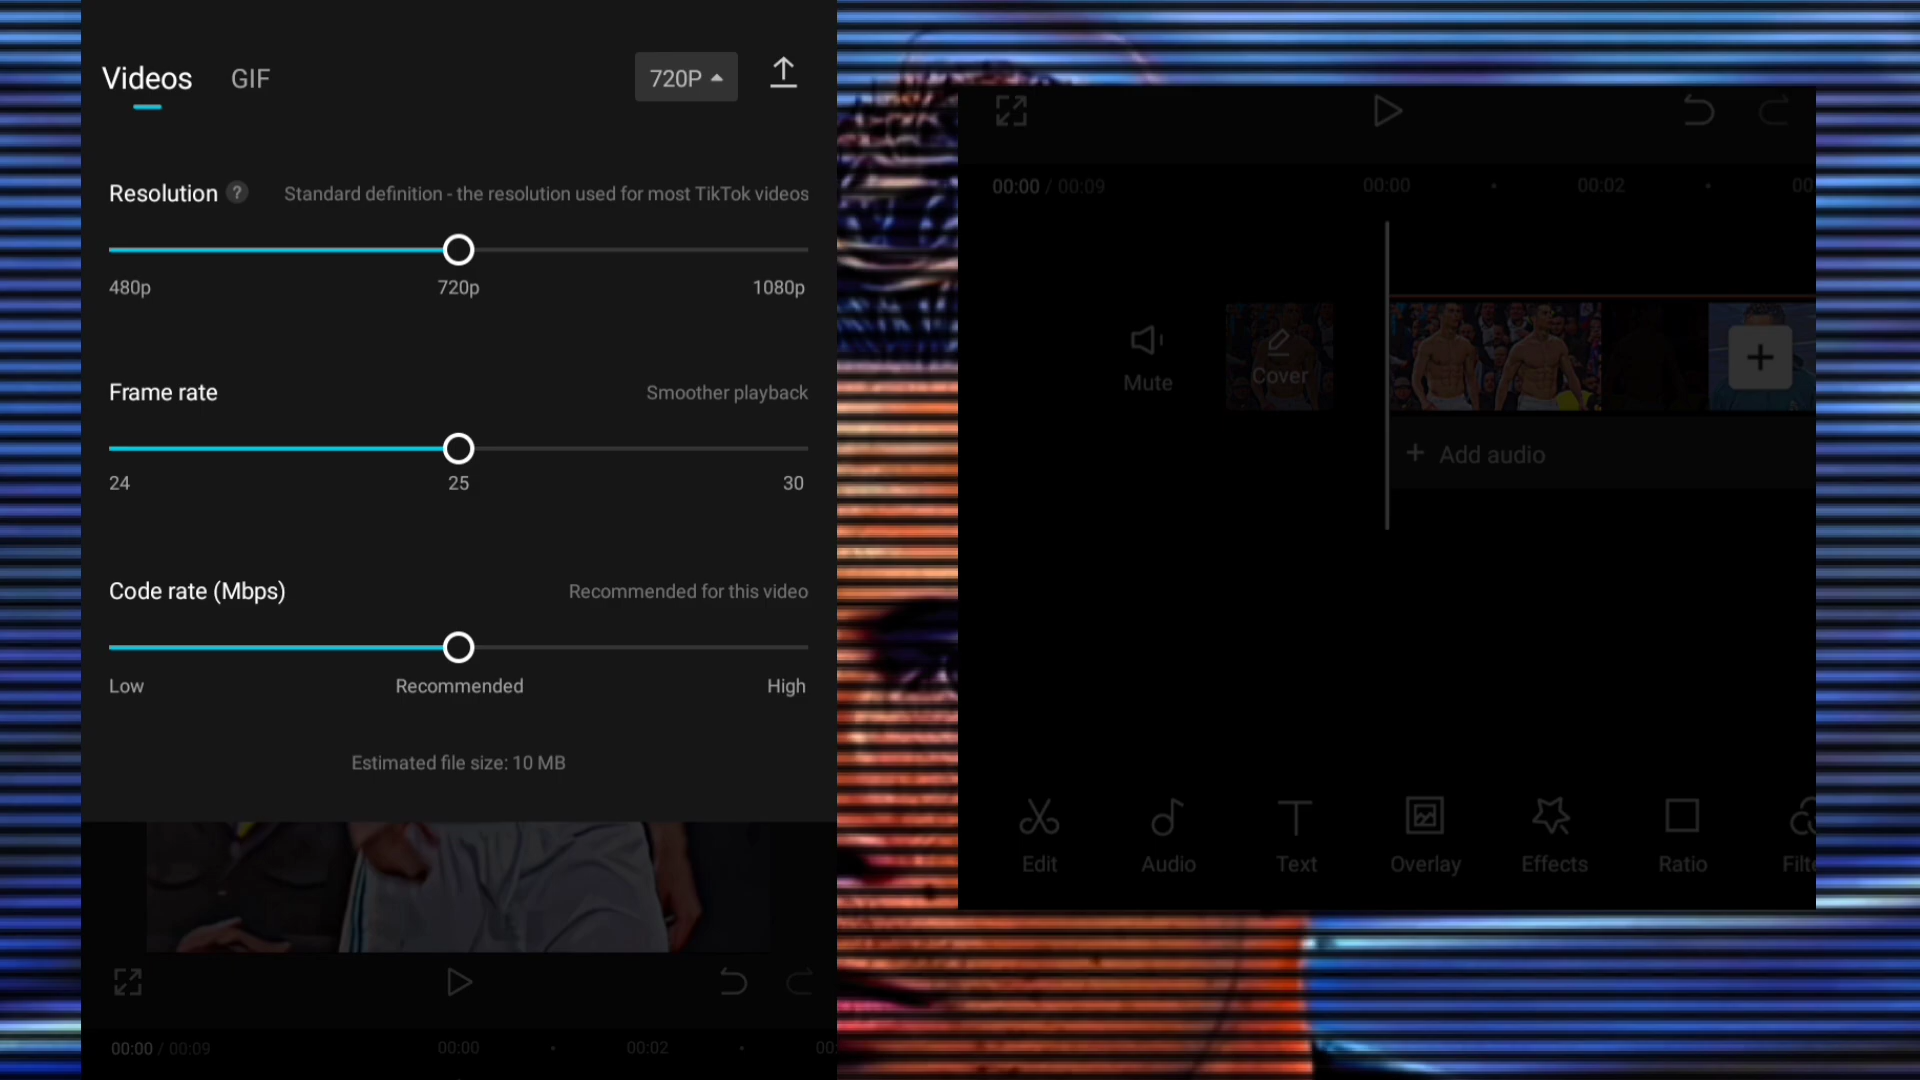 Videos GIF 720P
Resolution ? Standard definition - the resolution used for most TikTok videos
480p 720p 1080p
Frame rate Smoother playback
24 25 30
Code rate (Mbps) Recommended for this video
Low Recommended High
Estimated file size: 10 MB
00:00 / 00:09 00:00 00:02 00:
00:00 / 00:09 00:00 00:02 00
Mute Cover
+ Add audio
Edit Audio Text Overlay Effects Ratio Filte